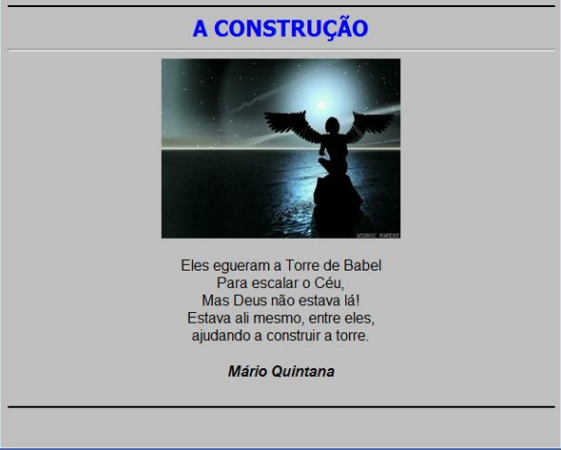 A CONSTRUÇÃO
Eles egueram a Torre de Babel
Para escalar o Céu,
Mas Deus não estava lá!
Estava ali mesmo, entre eles,
ajudando a construir a torre.
Mário Quintana